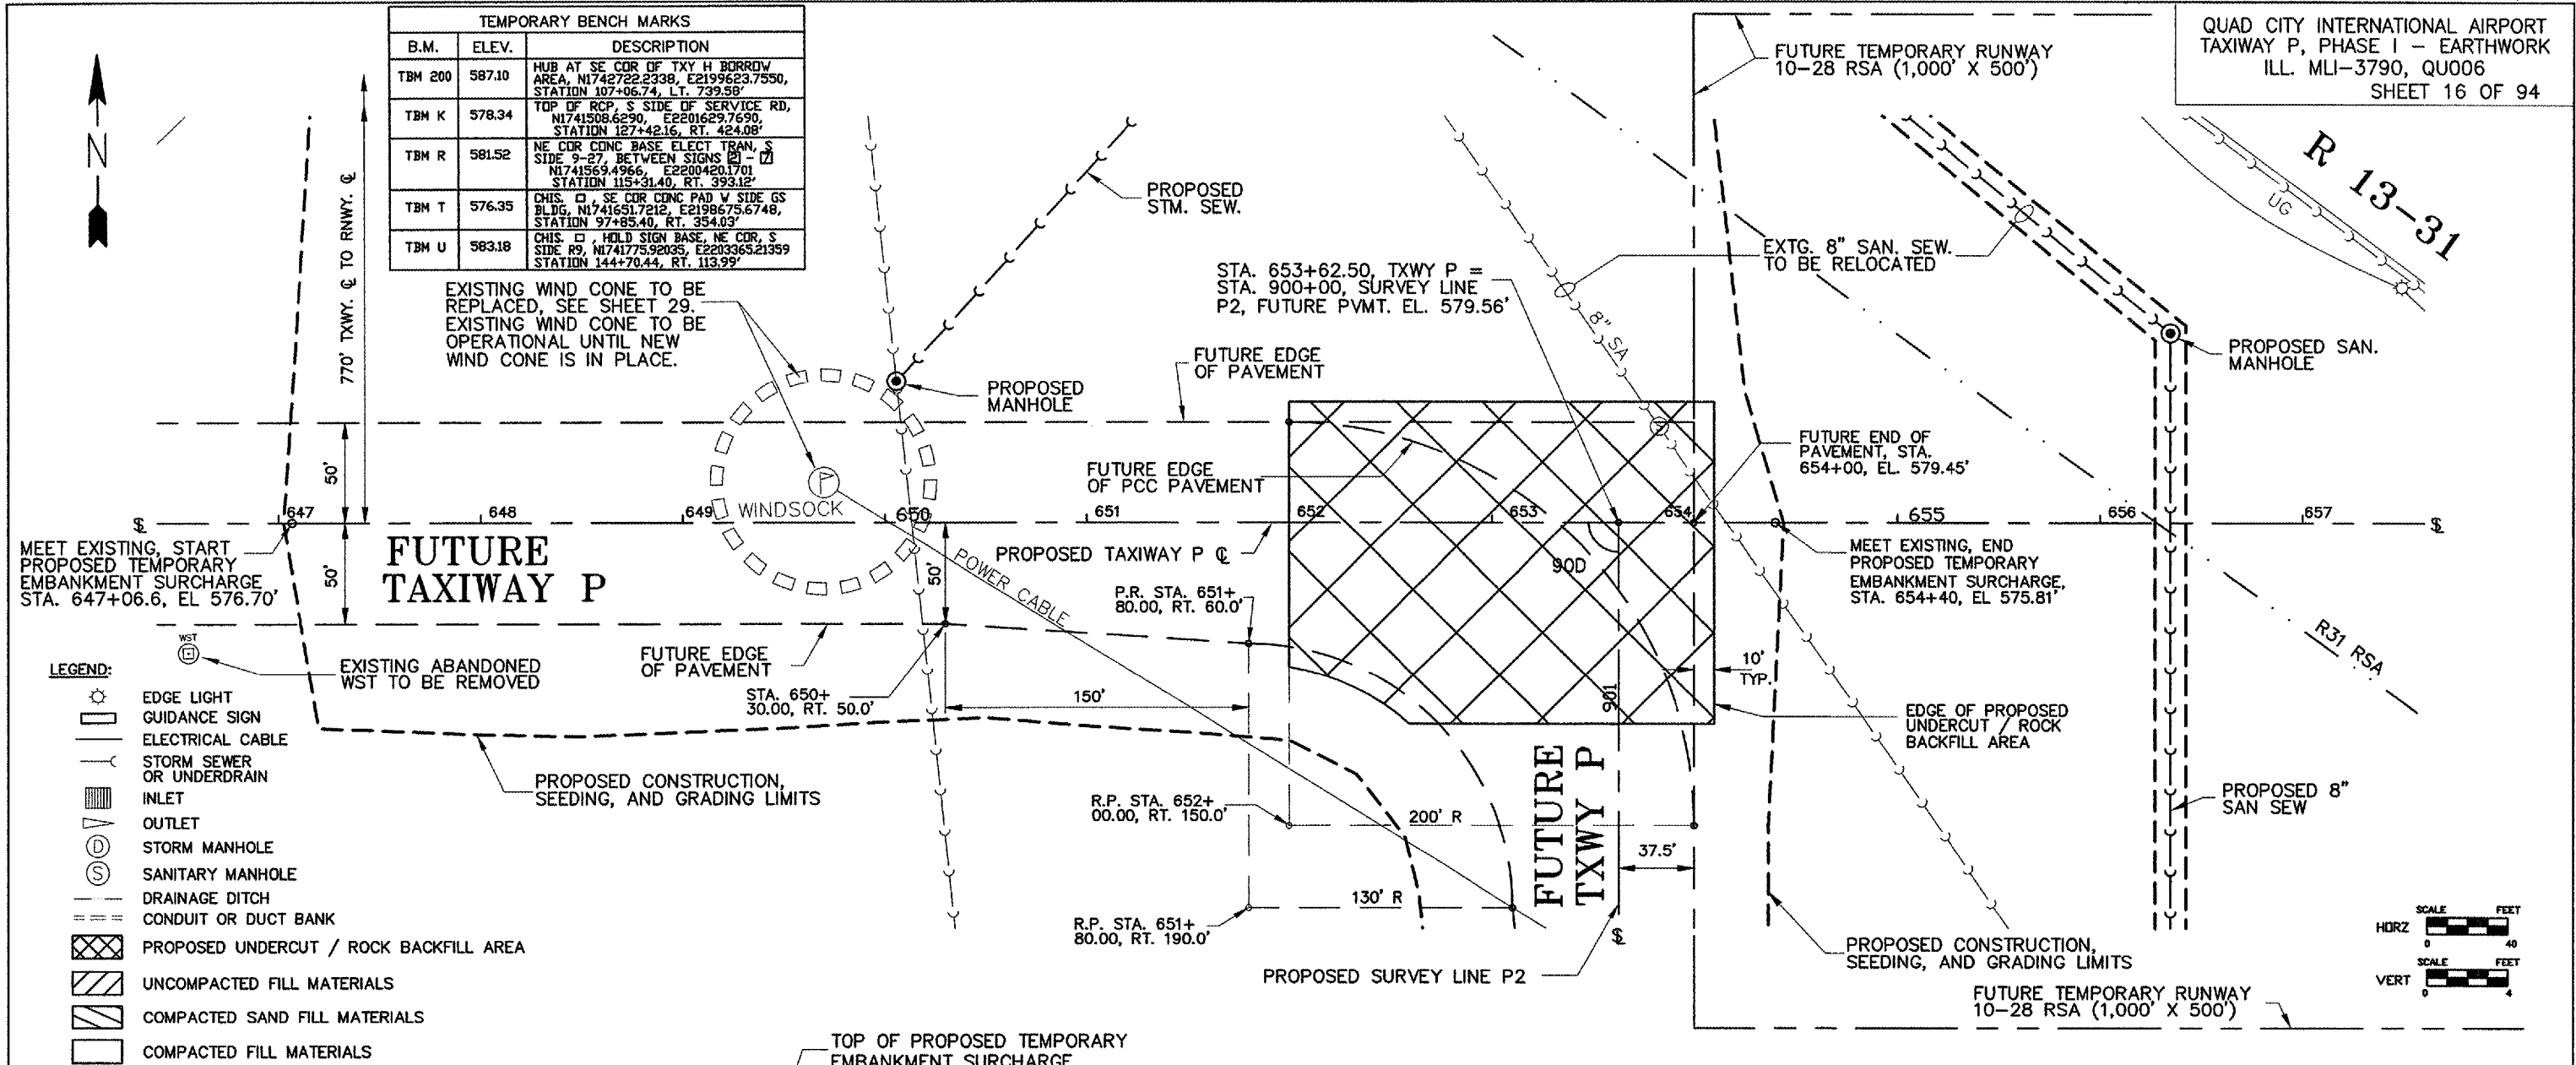 TEMPORARY BENCH MARKS
B.M. ELEV. DESCRIPTION
TBM 200 587.10 HUB AT SE COR OF TXY H BORROW
AREA, N1742722.2338, E2199623.7550,
STATION 107+06.74, LT. 739.58'
TBM K 578.34 TOP OF RCP, S SIDE OF SERVICE RD,
N1741508.6290, E2201629.7690,
STATION 127+42.16, RT. 424.08'
TBM R 581.52 NE COR CONC BASE ELECT TRAN, S
SIDE 9-27, BETWEEN SIGNS 2 - 7
N1741569.4966, E2200420.1701
STATION 115+31.40, RT. 393.12'
TBM T 576.35 CHIS. □, SE COR CONC PAD W SIDE GS
BLDG, N1741651.7212, E2198675.6748,
STATION 97+85.40, RT. 354.03'
TBM U 583.18 CHIS. □, HOLD SIGN BASE, NE COR, S
SIDE R9, N1741775.92035, E2203365.21359
STATION 144+70.44, RT. 113.99'
QUAD CITY INTERNATIONAL AIRPORT
TAXIWAY P, PHASE I – EARTHWORK
ILL. MLI-3790, QU006
SHEET 16 OF 94
N
770' TXWY. ℄ TO RNWY. ℄
FUTURE TEMPORARY RUNWAY
10-28 RSA (1,000' X 500')
R 13-31
UG
PROPOSED
STM. SEW.
EXTG. 8" SAN. SEW.
TO BE RELOCATED
STA. 653+62.50, TXWY P =
STA. 900+00, SURVEY LINE
P2, FUTURE PVMT. EL. 579.56'
8" SA
EXISTING WIND CONE TO BE
REPLACED, SEE SHEET 29.
EXISTING WIND CONE TO BE
OPERATIONAL UNTIL NEW
WIND CONE IS IN PLACE.
FUTURE EDGE
OF PAVEMENT
PROPOSED SAN.
MANHOLE
PROPOSED
MANHOLE
S
50'
FUTURE EDGE
OF PCC PAVEMENT
FUTURE END OF
PAVEMENT, STA.
654+00, EL. 579.45'
P
WINDSOCK
℄ 647 648 649 650 651 652 653 654 655 656 657 ℄
MEET EXISTING, START
PROPOSED TEMPORARY
EMBANKMENT SURCHARGE
STA. 647+06.6, EL 576.70'
FUTURE
TAXIWAY P
50'
50'
POWER CABLE
PROPOSED TAXIWAY P ℄
900
MEET EXISTING, END
PROPOSED TEMPORARY
EMBANKMENT SURCHARGE,
STA. 654+40, EL 575.81'
P.R. STA. 651+
80.00, RT. 60.0'
R31 RSA
WST
EXISTING ABANDONED
WST TO BE REMOVED
FUTURE EDGE
OF PAVEMENT
STA. 650+
30.00, RT. 50.0'
150'
901
10'
TYP.
EDGE OF PROPOSED
UNDERCUT / ROCK
BACKFILL AREA
PROPOSED CONSTRUCTION,
SEEDING, AND GRADING LIMITS
R.P. STA. 652+
00.00, RT. 150.0'
200' R
FUTURE
TXWY P
37.5'
PROPOSED 8"
SAN SEW
R.P. STA. 651+
80.00, RT. 190.0'
130' R
℄
PROPOSED SURVEY LINE P2
PROPOSED CONSTRUCTION,
SEEDING, AND GRADING LIMITS
FUTURE TEMPORARY RUNWAY
10-28 RSA (1,000' X 500')
HORZ SCALE FEET
0 40
VERT SCALE FEET
0 4
LEGEND:
EDGE LIGHT
GUIDANCE SIGN
ELECTRICAL CABLE
STORM SEWER
OR UNDERDRAIN
INLET
OUTLET
D STORM MANHOLE
S SANITARY MANHOLE
DRAINAGE DITCH
CONDUIT OR DUCT BANK
PROPOSED UNDERCUT / ROCK BACKFILL AREA
UNCOMPACTED FILL MATERIALS
COMPACTED SAND FILL MATERIALS
COMPACTED FILL MATERIALS
TOP OF PROPOSED TEMPORARY
EMBANKMENT SURCHARGE